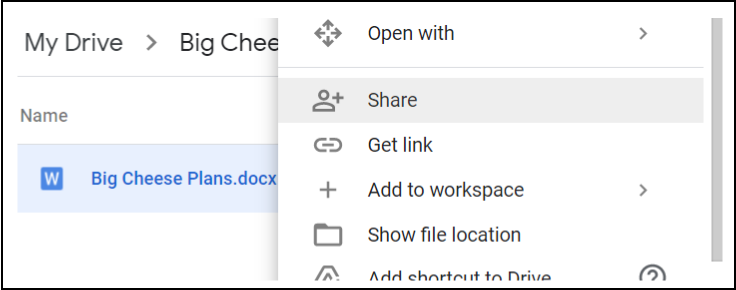 My Drive > Big Chee
Name
W Big Cheese Plans.docx
Open with
Share
Get link
Add to workspace
Show file location
Add shortcut to Drive ?